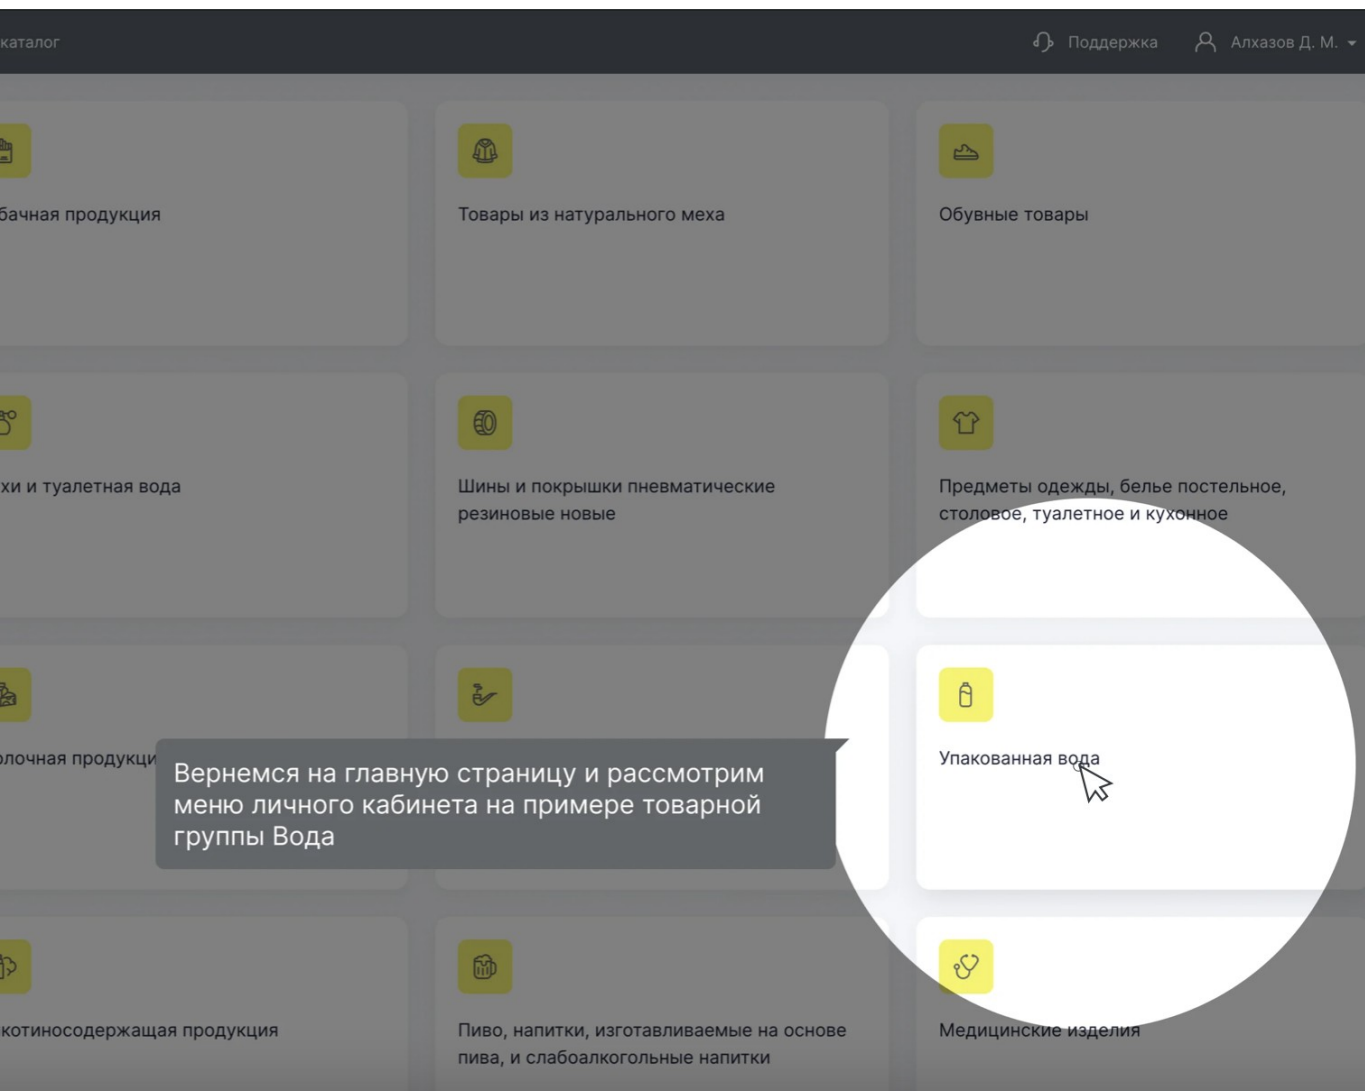 каталог
Поддержка
Алхазов Д. М.
бачная продукция
Товары из натурального меха
Обувные товары
хи и туалетная вода
Шины и покрышки пневматические
резиновые новые
Предметы одежды, белье постельное,
столовое, туалетное и кухонное
олочная продукци
Упакованная вода
Вернемся на главную страницу и рассмотрим
меню личного кабинета на примере товарной
группы Вода
котиносодержащая продукция
Пиво, напитки, изготавливаемые на основе
пива, и слабоалкогольные напитки
Медицинские изделия